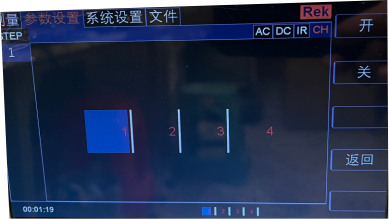 测量 参数设置 系统设置 文件
Rek
STEP
AC DC IR CH
1
开
关
1 2 3 4
返回
00:01:19